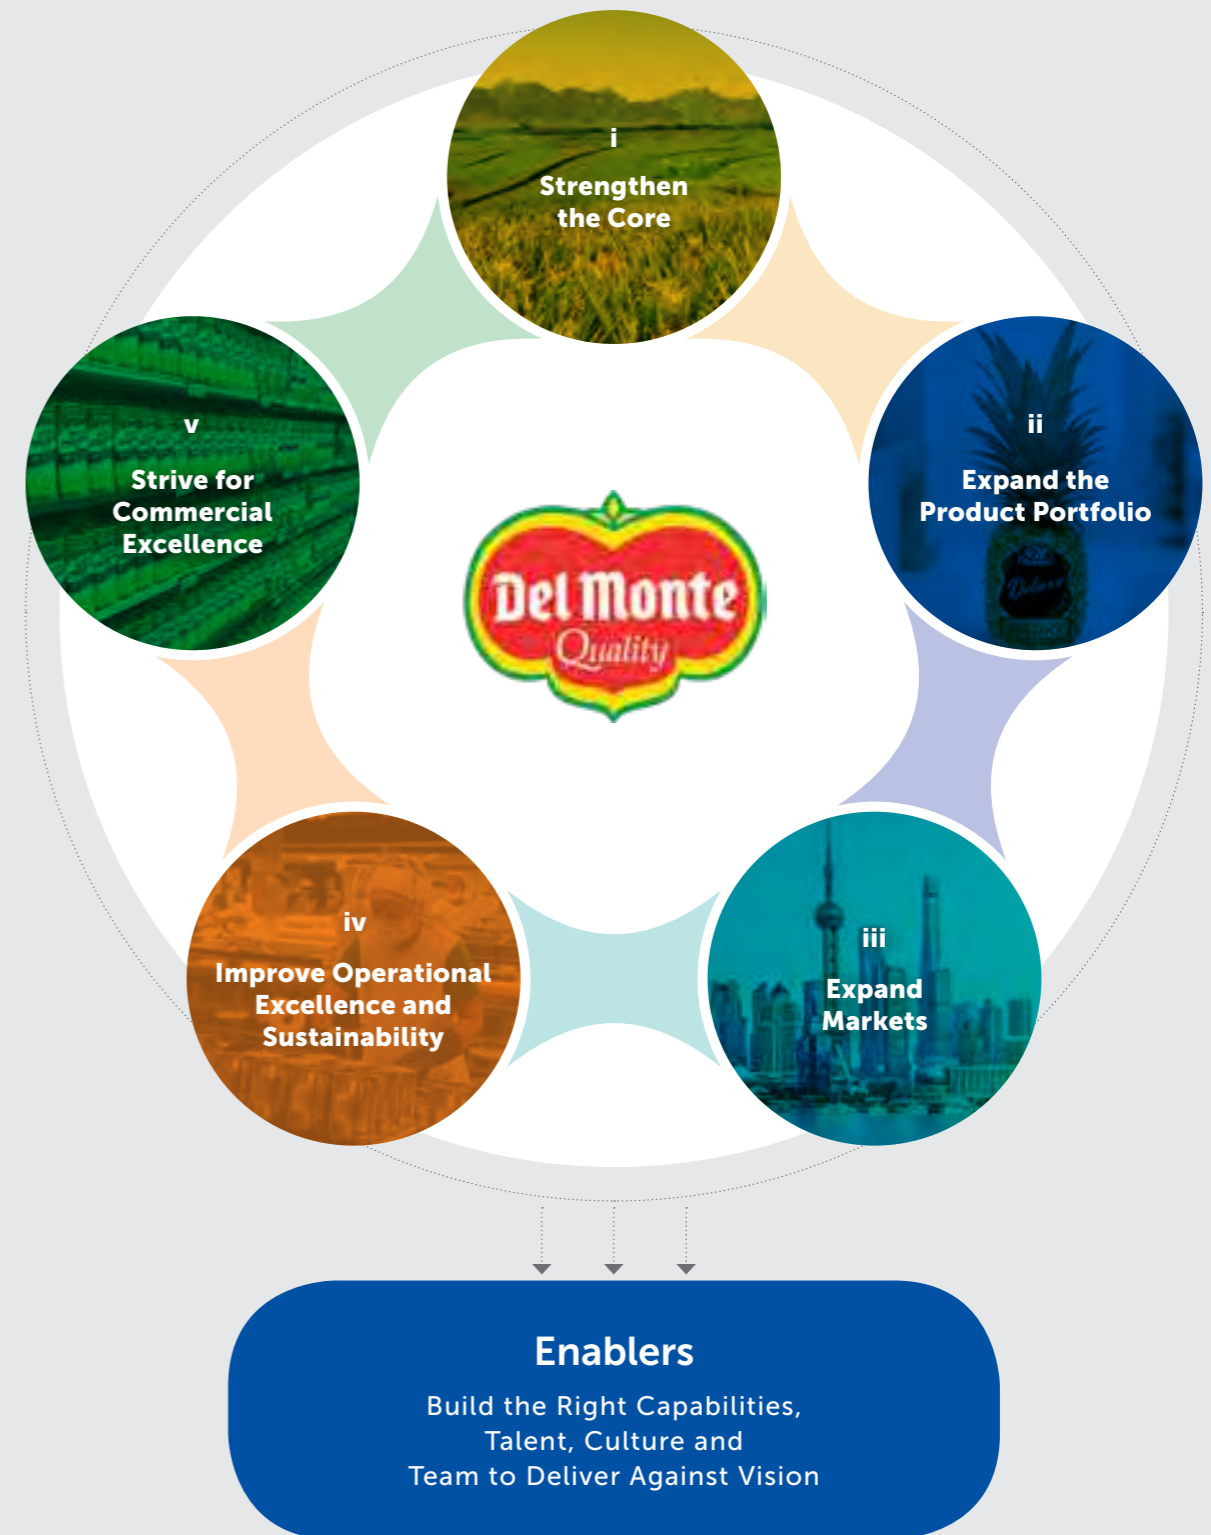 i
Strengthen
the Core
ii
Expand the
Product Portfolio
iii
Expand
Markets
iv
Improve Operational
Excellence and
Sustainability
v
Strive for
Commercial
Excellence
Del Monte
Quality
Enablers
Build the Right Capabilities,
Talent, Culture and
Team to Deliver Against Vision